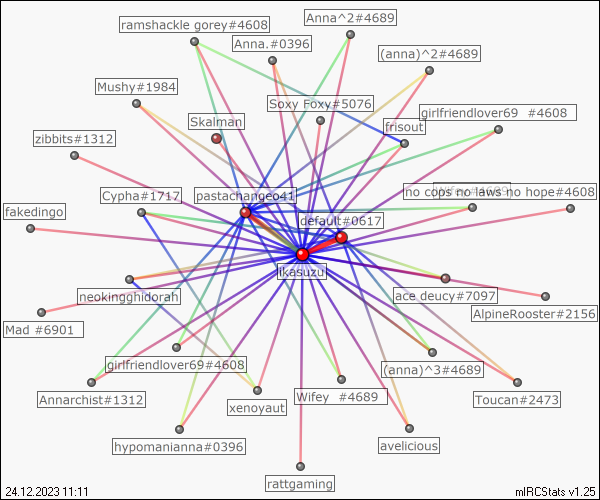 ramshackle gorey#4608
Anna^2#4689
Anna.#0396
(anna)^2#4689
Mushy#1984
Soxy Foxy#5076
girlfriendlover69 #4608
Skalman
frisout
zibbits#1312
Cypha#1717
pastachangeo41
no cops no laws no hope#4608
fakedingo
default#0617
ikasuzu
neokingghidorah
ace deucy#7097
AlpineRooster#2156
Mad #6901
girlfriendlover69#4608
(anna)^3#4689
Annarchist#1312
xenoyaut
Wifey #4689
Toucan#2473
hypomanianna#0396
avelicious
rattgaming
24.12.2023 11:11
mIRCStats v1.25